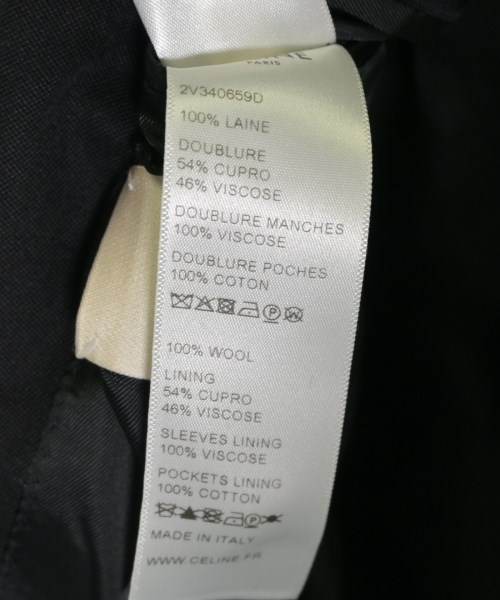 PARIS
2V340659D
100% LAINE
DOUBLURE
54% CUPRO
46% VISCOSE
DOUBLURE MANCHES
100% VISCOSE
DOUBLURE POCHES
100% COTON
100% WOOL
LINING
54% CUPRO
46% VISCOSE
SLEEVES LINING
100% VISCOSE
POCKETS LINING
100% COTTON
MADE IN ITALY
WWW.CELINE.FR